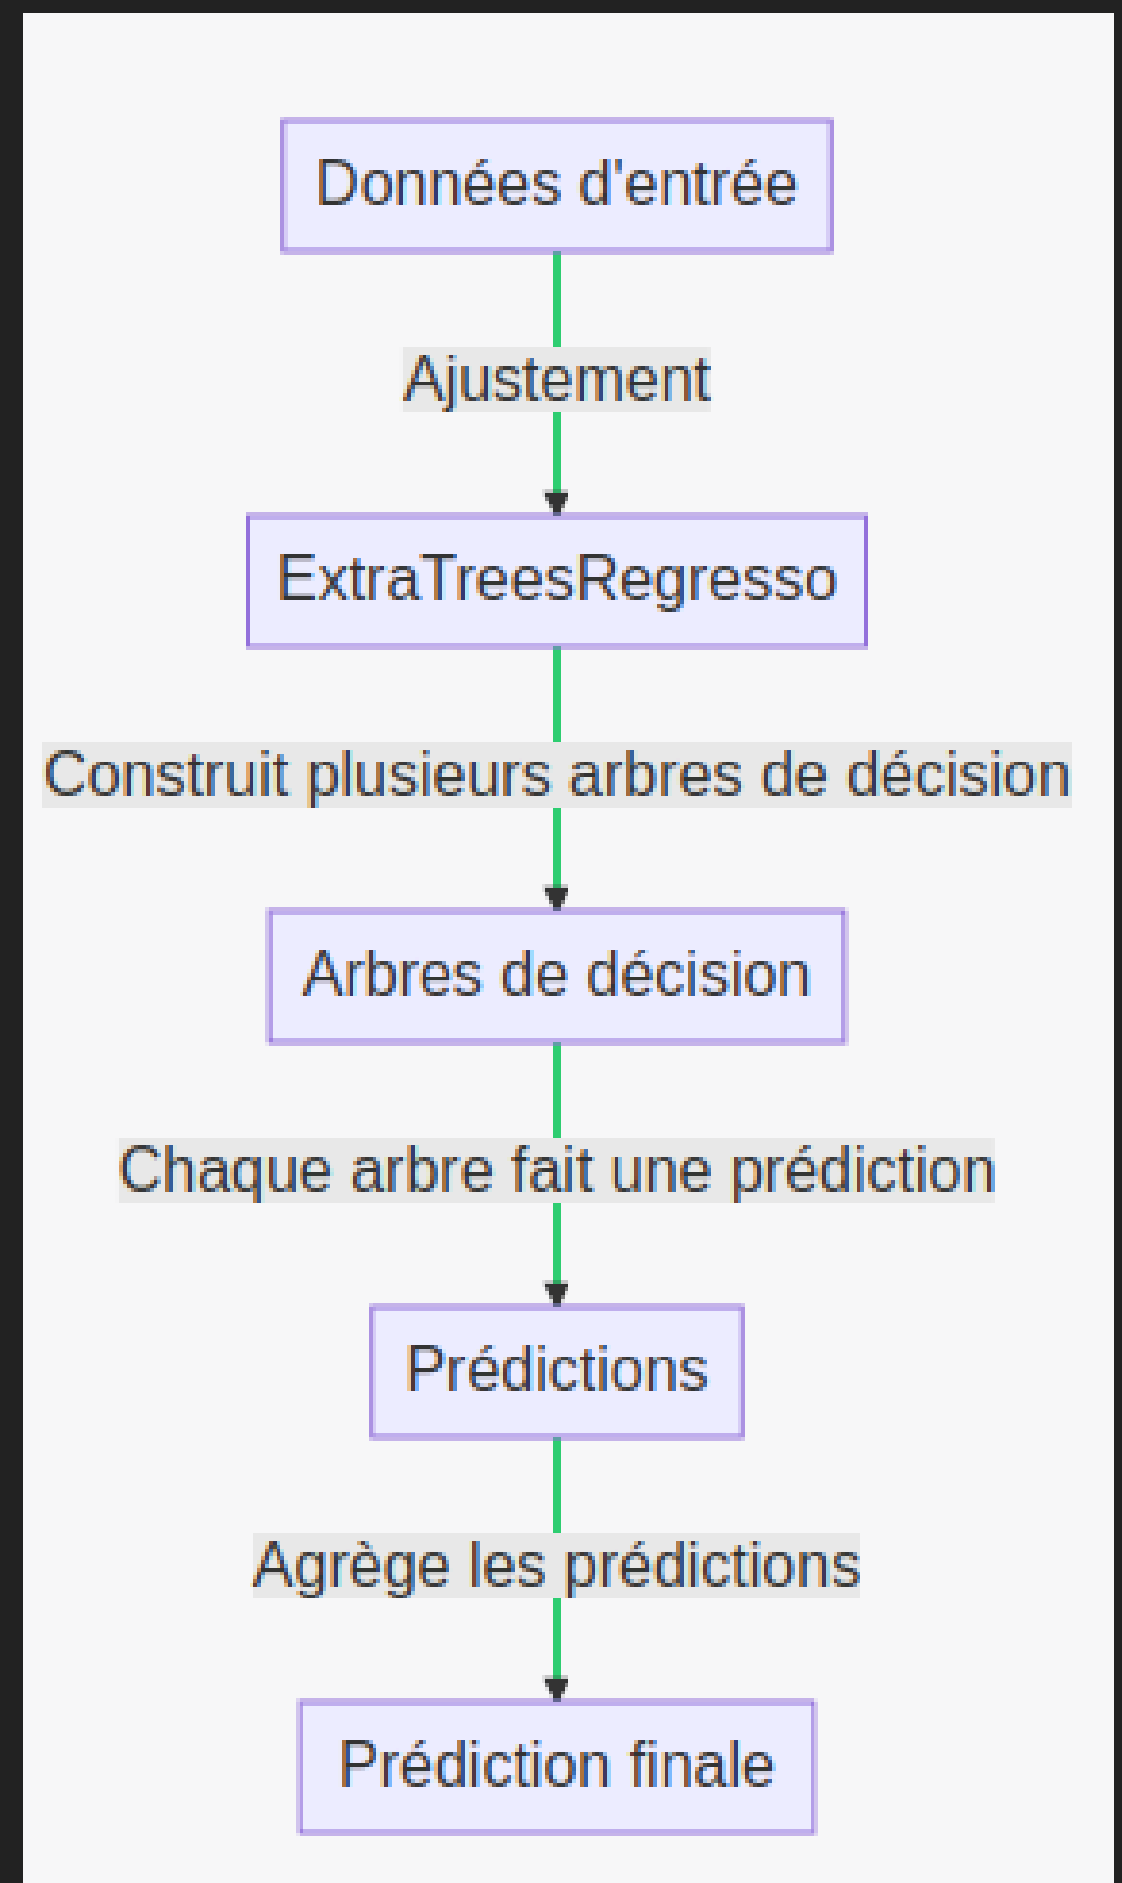 Données d'entrée
Ajustement
ExtraTreesRegresso
Construit plusieurs arbres de décision
Arbres de décision
Chaque arbre fait une prédiction
Prédictions
Agrège les prédictions
Prédiction finale